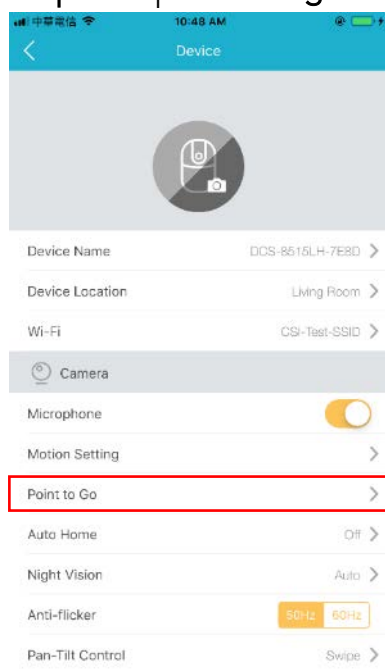 中華電信 10:48 AM
Device
Device Name DCS-8515LH-7E8D
Device Location Living Room
Wi-Fi CSI-Test-SSID
Camera
Microphone
Motion Setting
Point to Go
Auto Home Off
Night Vision Auto
Anti-flicker 50Hz 60Hz
Pan-Tilt Control Swipe